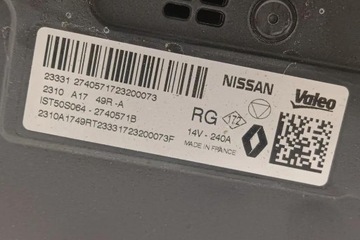 23331 2740571723200073
2310 A17 49R -A
IST50S064 - 2740571B
2310A1749RT23331723200073F
NISSAN
Valeo
RG
14V - 240A
MADE IN FRANCE